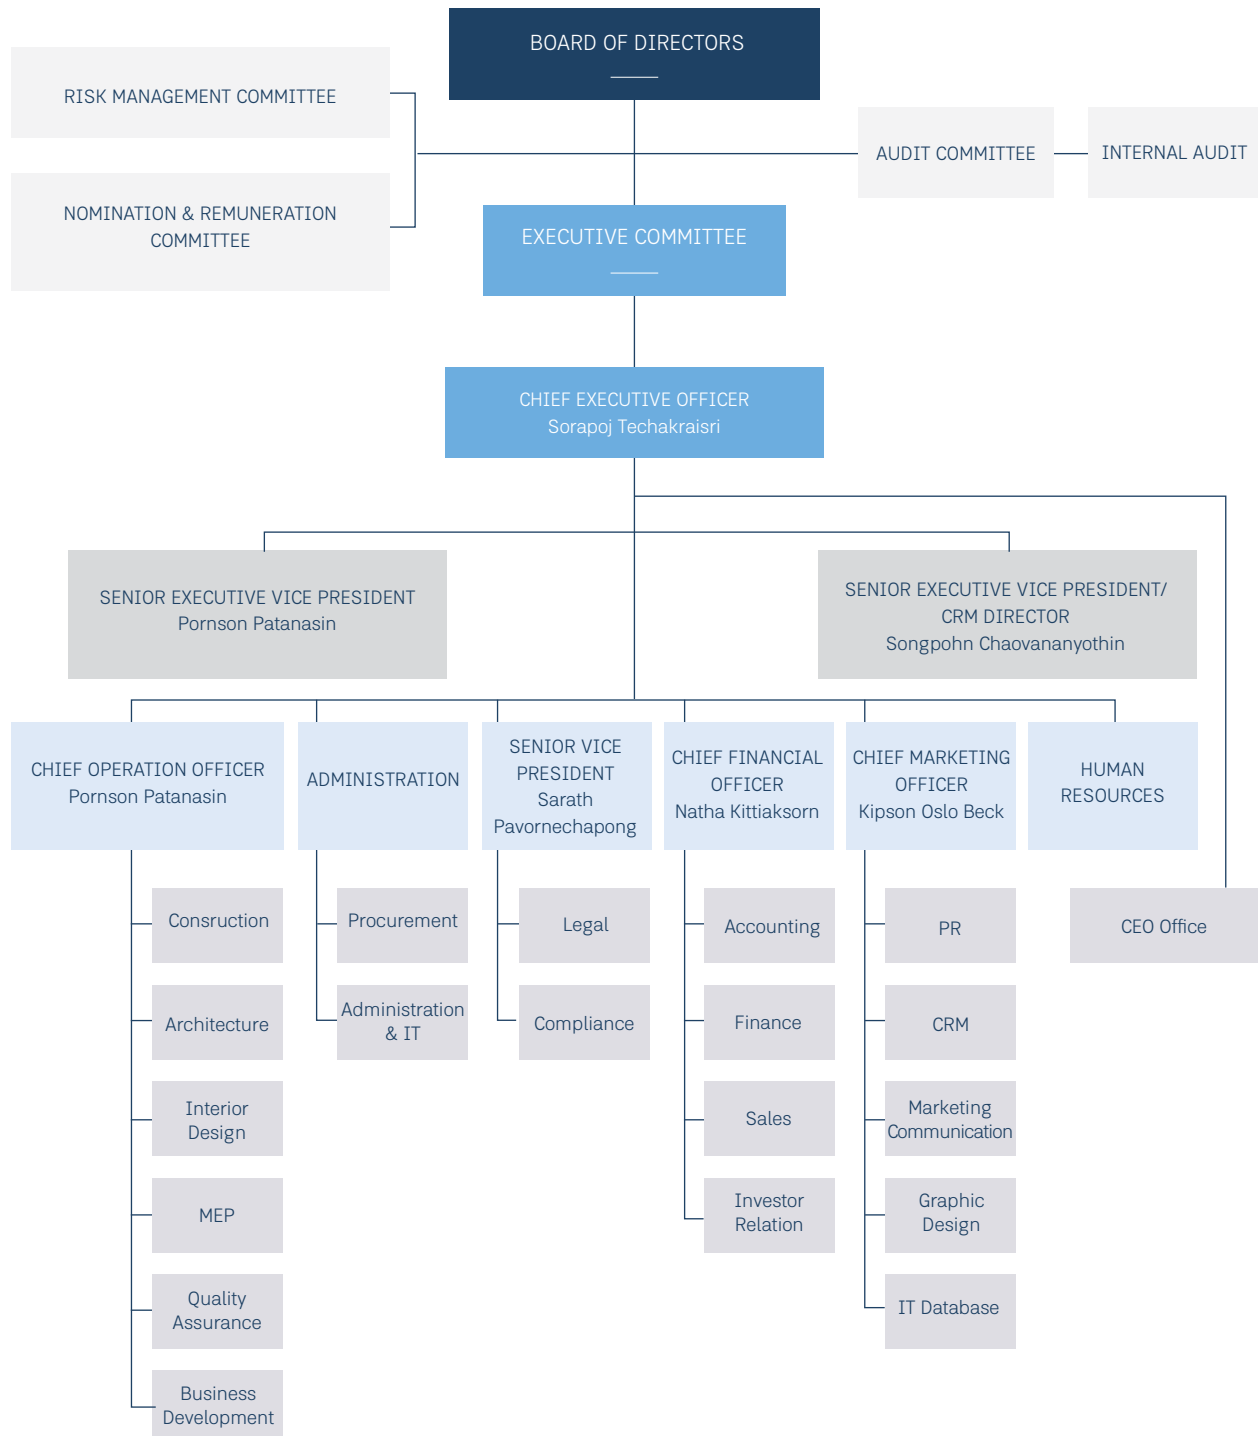 BOARD OF DIRECTORS
RISK MANAGEMENT COMMITTEE
AUDIT COMMITTEE
INTERNAL AUDIT
NOMINATION & REMUNERATION
COMMITTEE
EXECUTIVE COMMITTEE
CHIEF EXECUTIVE OFFICER
Sorapoj Techakraisri
SENIOR EXECUTIVE VICE PRESIDENT
Pornson Patanasin
SENIOR EXECUTIVE VICE PRESIDENT/
CRM DIRECTOR
Songpohn Chaovananyothin
CHIEF OPERATION OFFICER
Pornson Patanasin
ADMINISTRATION
SENIOR VICE
PRESIDENT
Sarath
Pavornechapong
CHIEF FINANCIAL
OFFICER
Natha Kittiaksorn
CHIEF MARKETING
OFFICER
Kipson Oslo Beck
HUMAN
RESOURCES
Consruction
Procurement
Legal
Accounting
PR
CEO Office
Architecture
Administration
& IT
Compliance
Finance
CRM
Interior
Design
Sales
Marketing
Communication
MEP
Investor
Relation
Graphic
Design
Quality
Assurance
IT Database
Business
Development